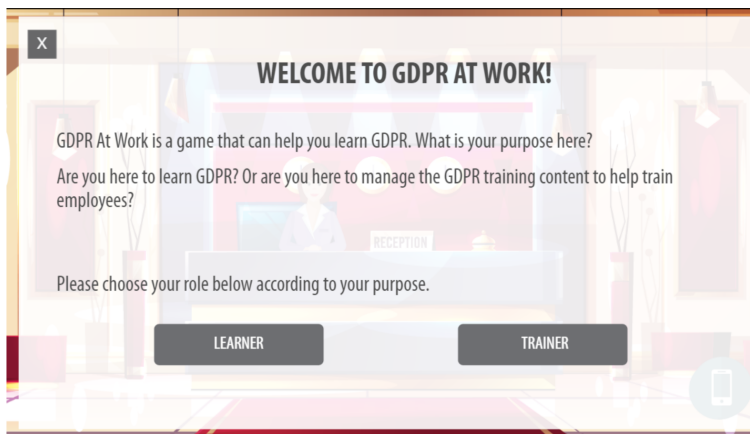 X
WELCOME TO GDPR AT WORK!
GDPR At Work is a game that can help you learn GDPR. What is your purpose here?
Are you here to learn GDPR? Or are you here to manage the GDPR training content to help train
employees?
RECEPTION
Please choose your role below according to your purpose.
LEARNER
TRAINER